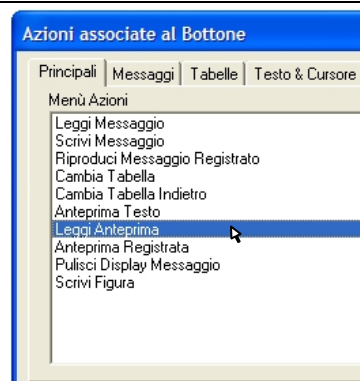 Azioni associate al Bottone
Principali Messaggi Tabelle Testo & Cursore
Menù Azioni
Leggi Messaggio
Scrivi Messaggio
Riproduci Messaggio Registrato
Cambia Tabella
Cambia Tabella Indietro
Anteprima Testo
Leggi Anteprima
Anteprima Registrata
Pulisci Display Messaggio
Scrivi Figura